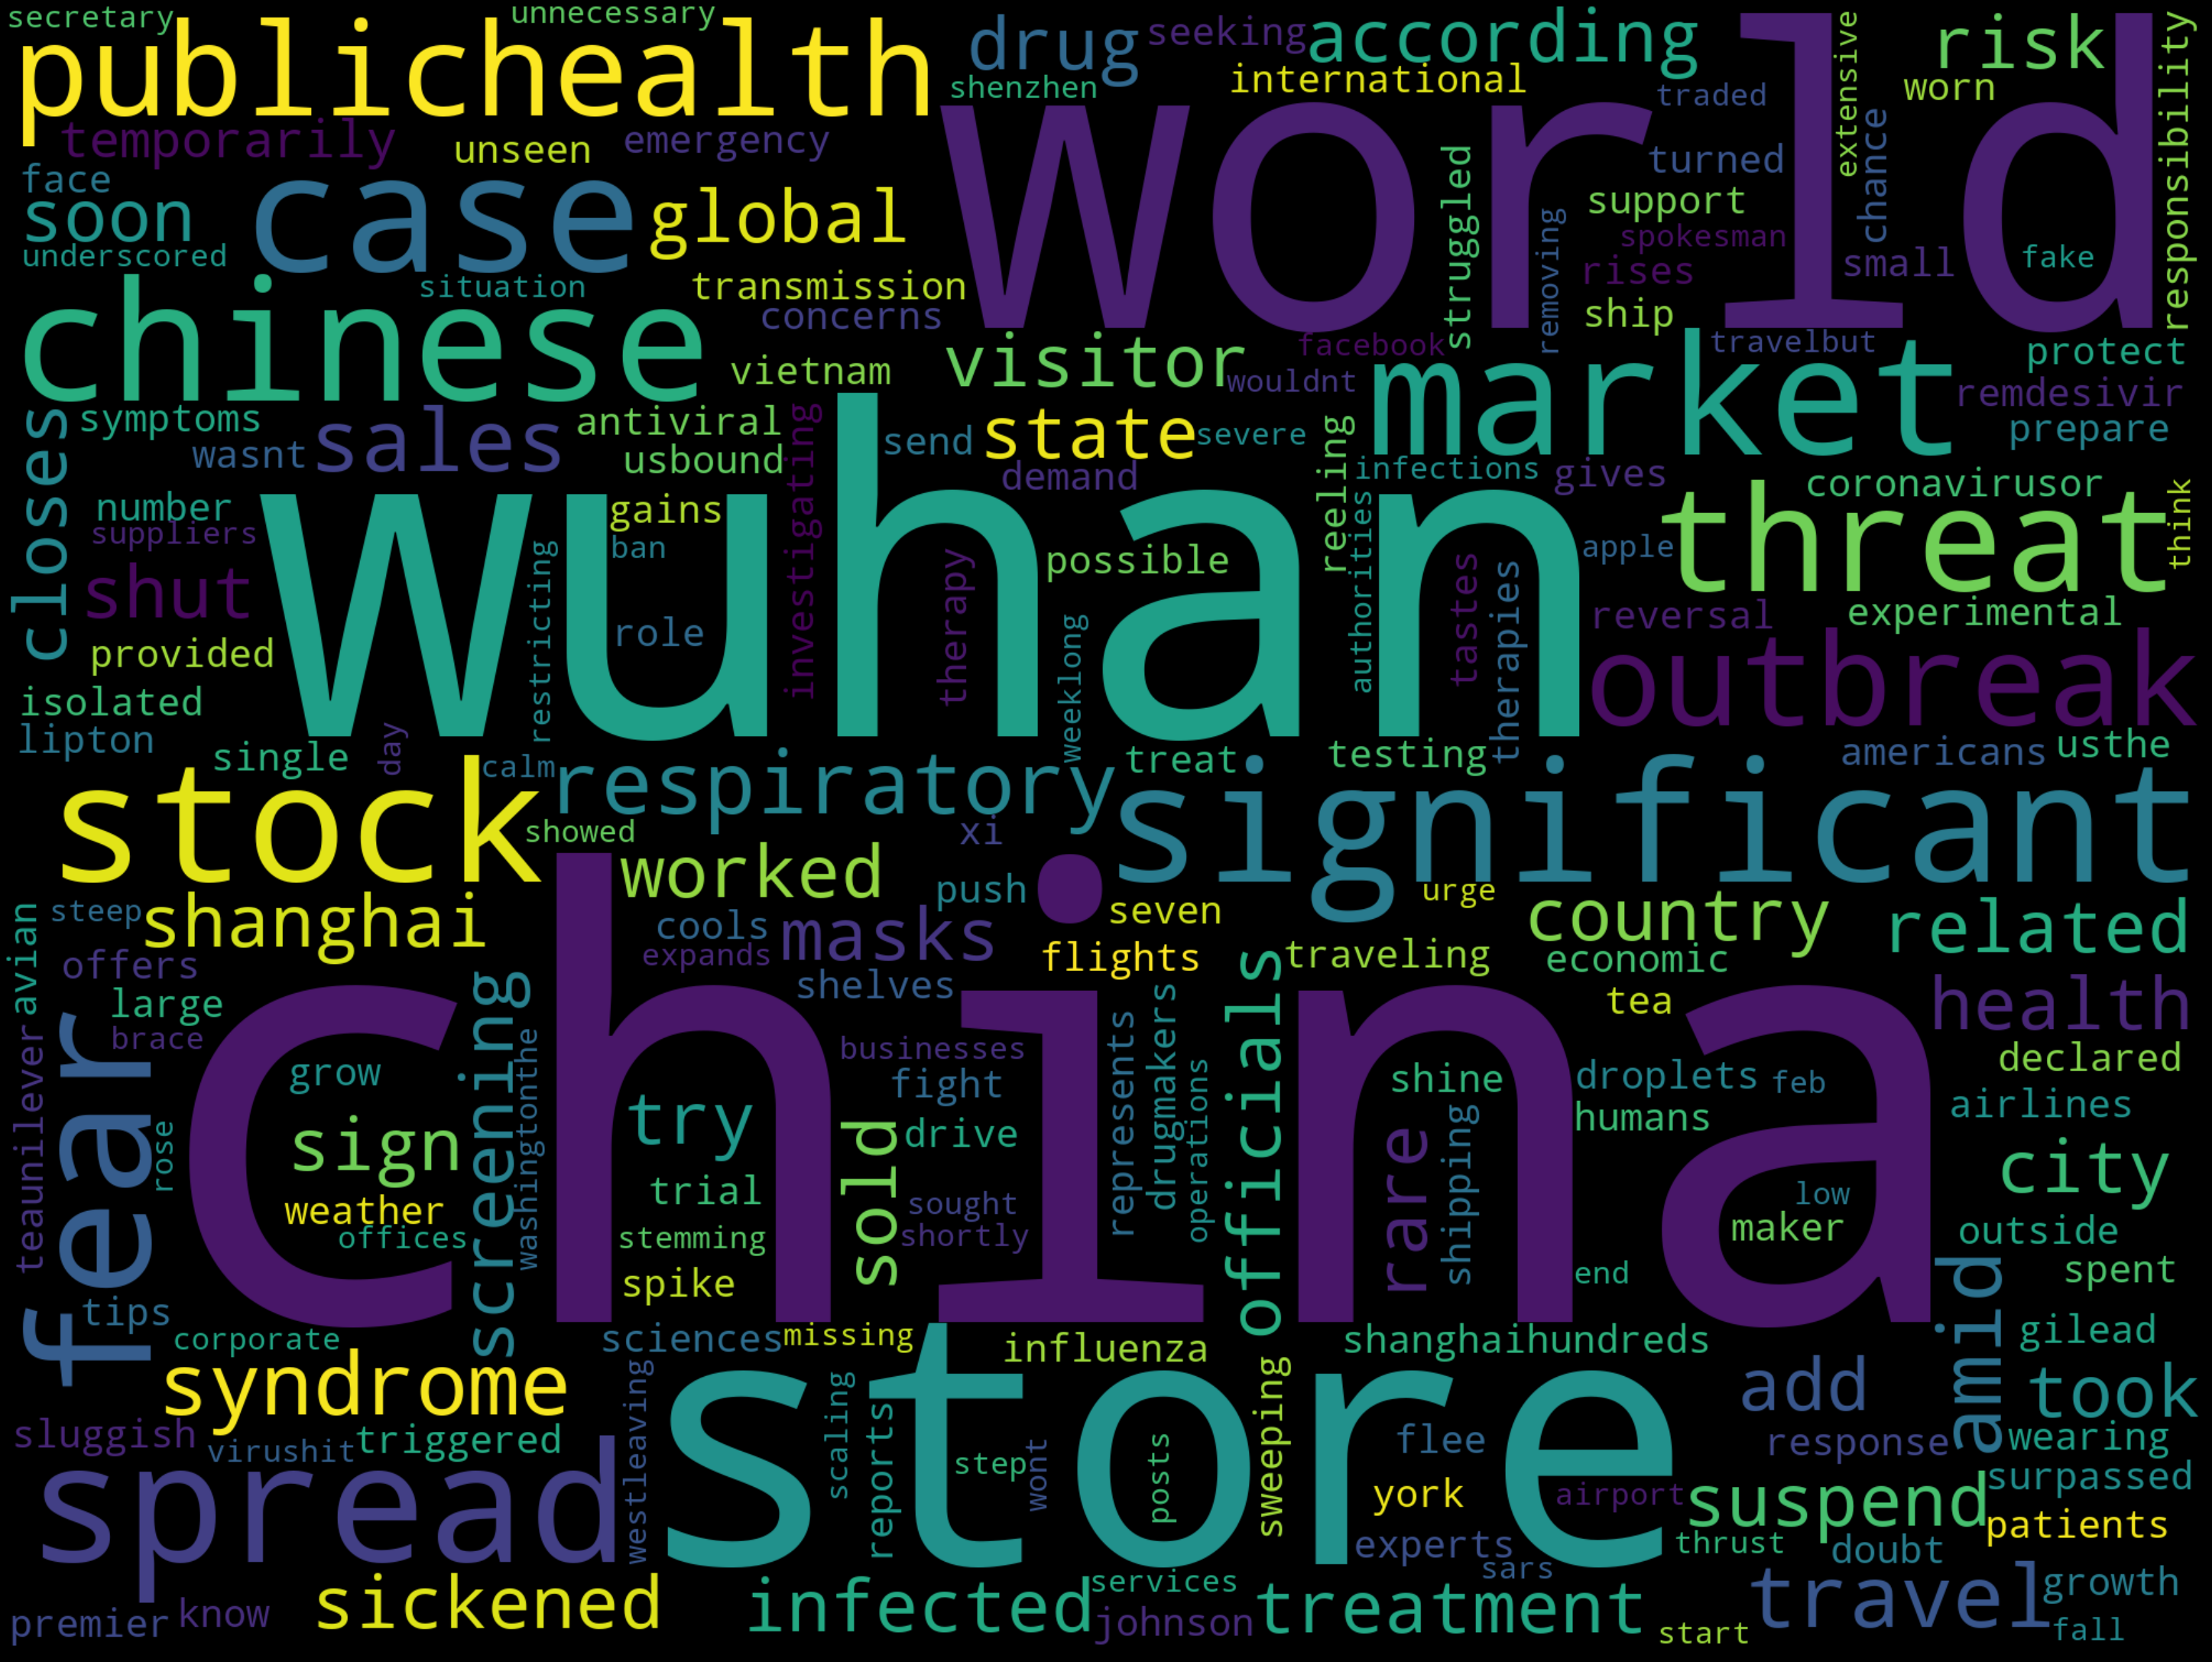 secretary
unnecessary
publichealth
drug
seeking
according
world
extensive
risk
responsibility
shenzhen
international
traded
worn
temporarily
unseen
emergency
turned
chance
face
soon
case
global
struggled
removing
support
spokesman
small
fake
underscored
situation
transmission
rises
chinese
concerns
ship
vietnam
visitor
facebook
wouldnt
market
travelbut
protect
remdesivir
closes
symptoms
sales
antiviral
investigating
send
state
severe
reeling
prepare
wasnt
usbound
demand
infections
gives
coronavirusor
think
number
suppliers
wuhan
gains
ban
restricting
possible
authorities
tastes
therapies
apple
threat
shut
role
therapy
weeklong
reversal
experimental
provided
outbreak
isolated
lipton
single
day
calm
respiratory
treat
testing
americans
usthe
stock
significant
showed
xi
worked
push
urge
avian
steep
shanghai
cools
masks
seven
country
related
offers
expands
flights
officials
traveling
economic
large
screening
shelves
tea
health
teaunilever
fear
brace
washingtonthe
china
businesses
represents
drugmakers
operations
declared
grow
fight
shine
droplets
feb
rose
sign
try
sold
drive
rare
shipping
humans
airlines
city
weather
trial
sought
low
offices
stemming
shortly
maker
outside
spike
end
amid
spent
tips
corporate
sciences
missing
influenza
shanghaihundreds
gilead
syndrome
westleaving
store
scaling
reports
sweeping
add
took
sluggish
virushit
triggered
step
wont
posts
flee
response
wearing
spread
york
airport
suspend
surpassed
patients
experts
thrust
doubt
sars
sickened
infected
services
treatment
travel
growth
premier
know
johnson
start
fall